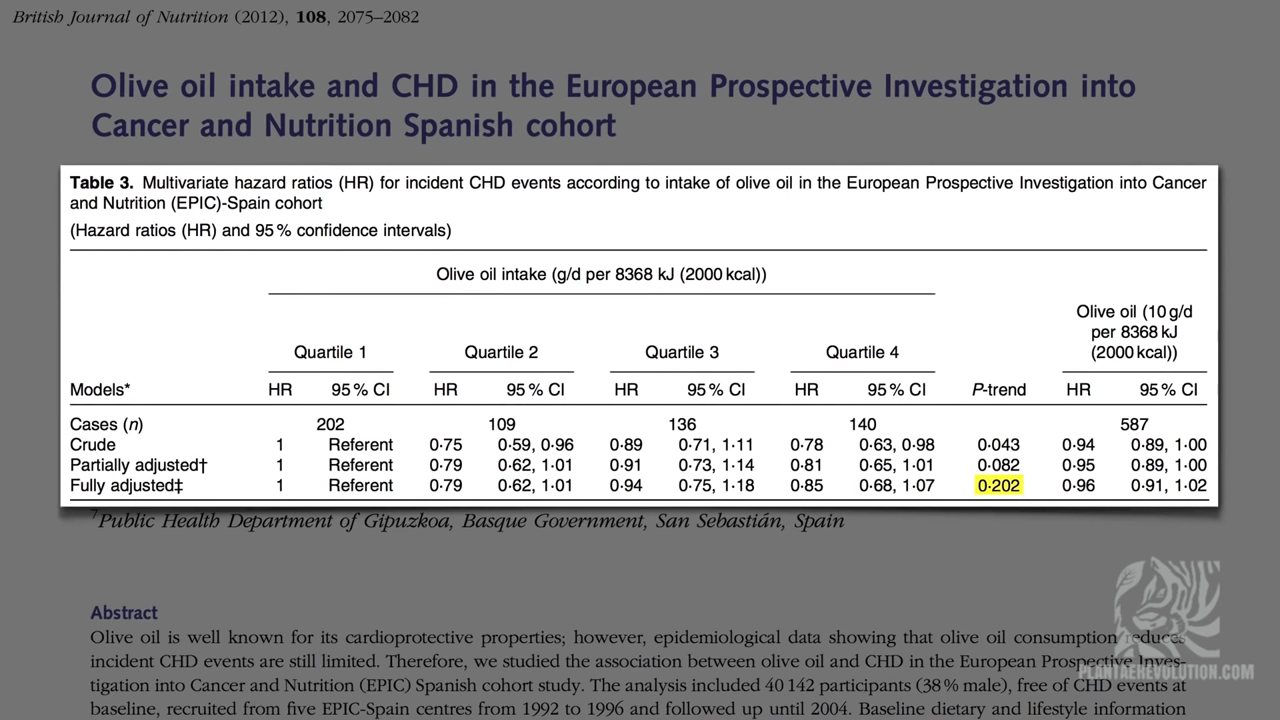 British Journal of Nutrition (2012), 108, 2075–2082
Olive oil intake and CHD in the European Prospective Investigation into
Cancer and Nutrition Spanish cohort
Table 3. Multivariate hazard ratios (HR) for incident CHD events according to intake of olive oil in the European Prospective Investigation into Cancer
and Nutrition (EPIC)-Spain cohort
(Hazard ratios (HR) and 95 % confidence intervals)
Olive oil intake (g/d per 8368 kJ (2000 kcal))
Olive oil (10 g/d
per 8368 kJ
(2000 kcal))
Quartile 1 Quartile 2 Quartile 3 Quartile 4
Models* HR 95 % CI HR 95 % CI HR 95 % CI HR 95 % CI P-trend HR 95 % CI
Cases (n) 202 109 136 140 587
Crude 1 Referent 0·75 0·59, 0·96 0·89 0·71, 1·11 0·78 0·63, 0·98 0·043 0·94 0·89, 1·00
Partially adjusted† 1 Referent 0·79 0·62, 1·01 0·91 0·73, 1·14 0·81 0·65, 1·01 0·082 0·95 0·89, 1·00
Fully adjusted‡ 1 Referent 0·79 0·62, 1·01 0·94 0·75, 1·18 0·85 0·68, 1·07 0·202 0·96 0·91, 1·02
7Public Health Department of Gipuzkoa, Basque Government, San Sebastián, Spain
Abstract
Olive oil is well known for its cardioprotective properties; however, epidemiological data showing that olive oil consumption reduces
incident CHD events are still limited. Therefore, we studied the association between olive oil and CHD in the European Prospective Inves-
tigation into Cancer and Nutrition (EPIC) Spanish cohort study. The analysis included 40 142 participants (38 % male), free of CHD events at
baseline, recruited from five EPIC-Spain centres from 1992 to 1996 and followed up until 2004. Baseline dietary and lifestyle information
PLANTAEREVOLUTION.COM